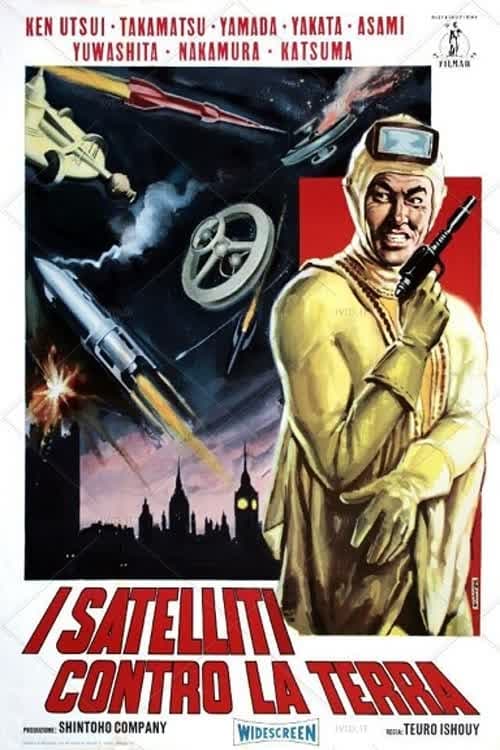 KEN UTSUI · TAKAMATSU · YAMADA · YAKATA · ASAMI
YUWASHITA · NAKAMURA · KATSUMA
FILMAR
I SATELLITI
CONTRO LA TERRA
PRODUZIONE: SHINTOHO COMPANY
WIDESCREEN
REGIA: TEURO ISHOUY